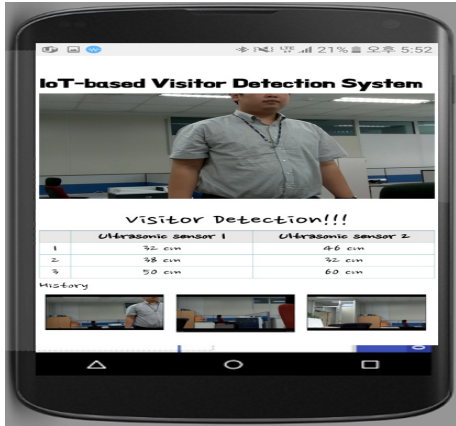 LTE 21% 오후 5:52
IoT-based Visitor Detection System
Visitor Detection!!!
Ultrasonic sensor 1 Ultrasonic sensor 2
1 32 cm 46 cm
2 38 cm 32 cm
3 50 cm 60 cm
History